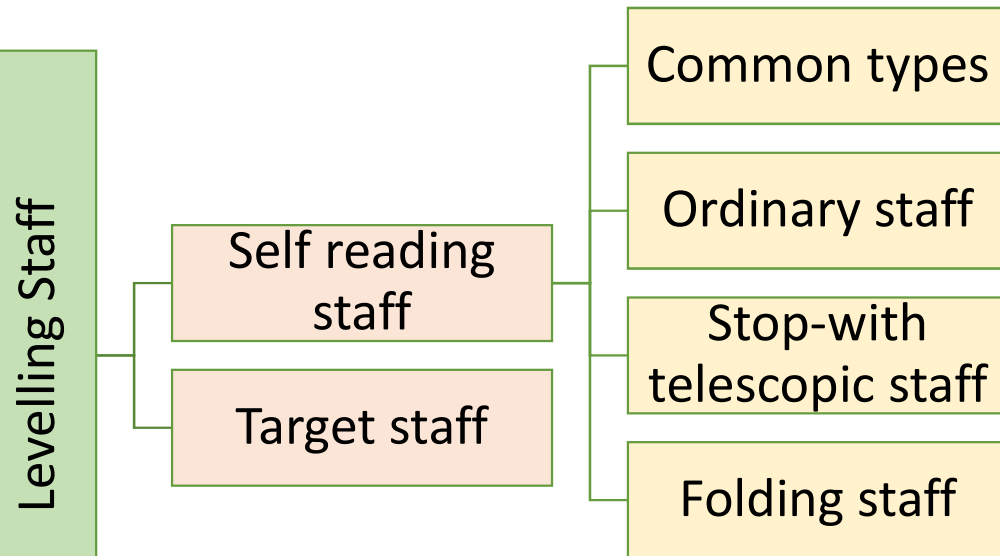 Levelling Staff
Self reading
staff
Target staff
Common types
Ordinary staff
Stop-with
telescopic staff
Folding staff